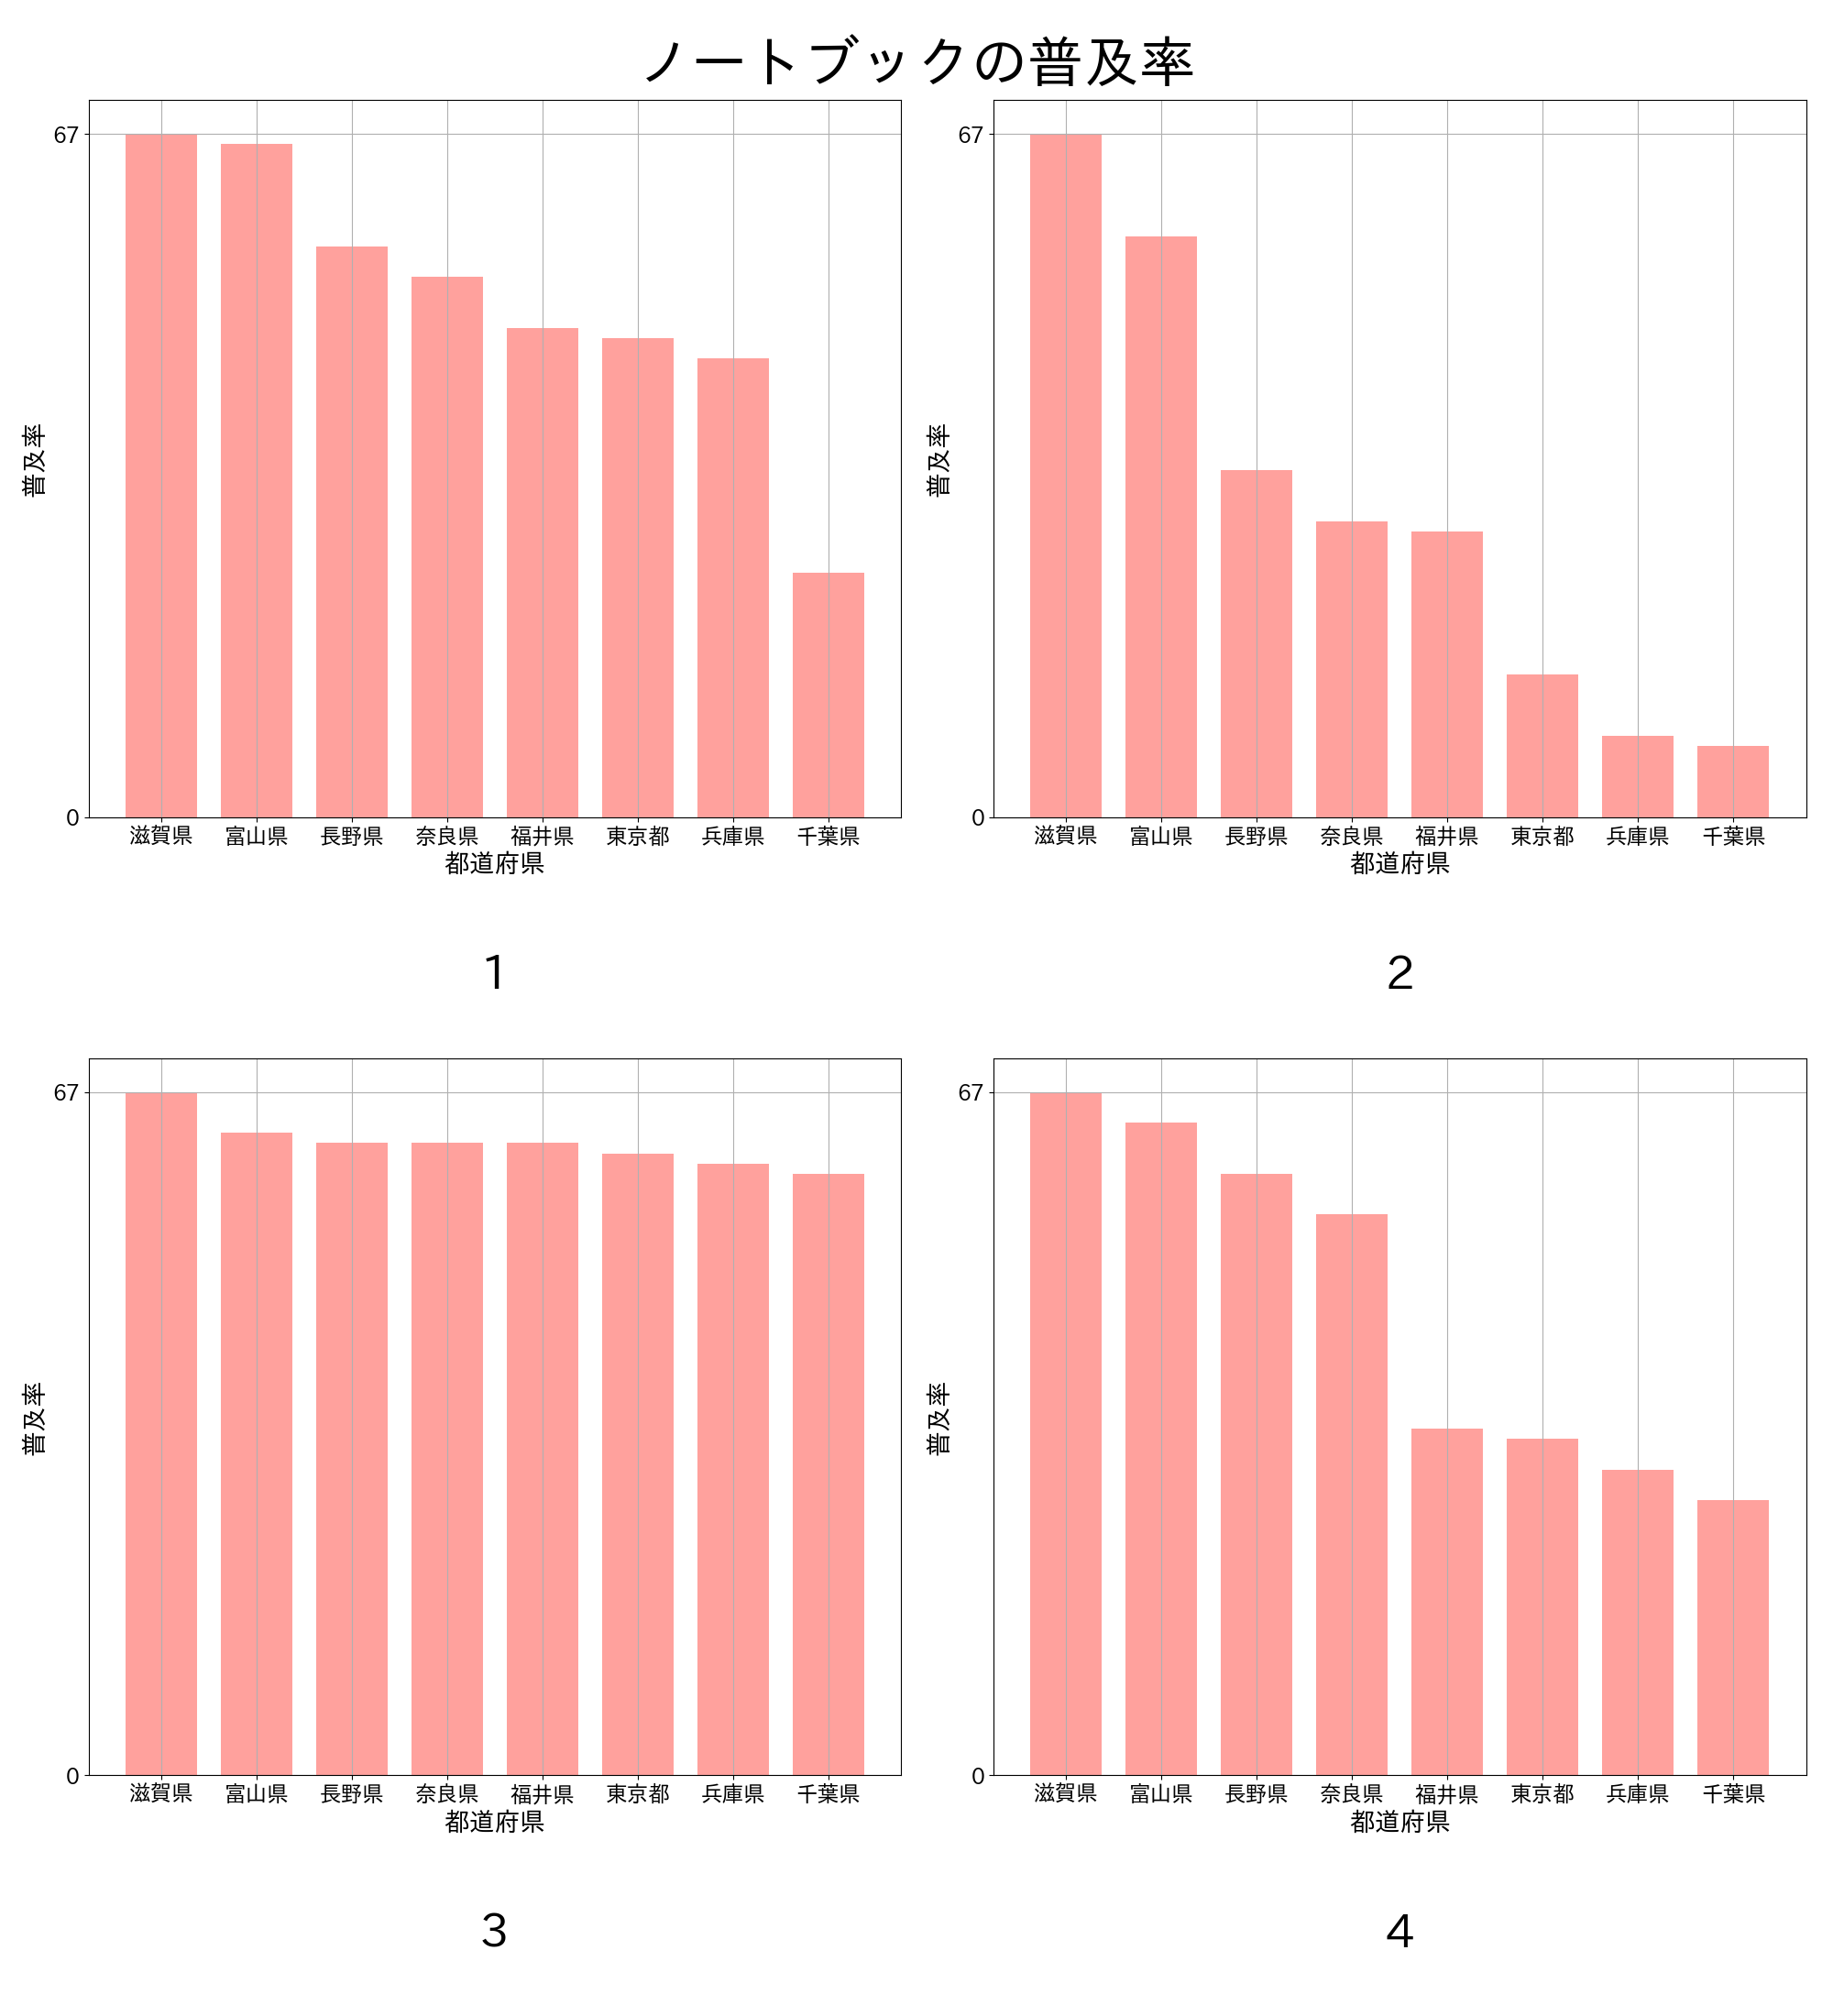 ノートブックの普及率
67
0
普及率
滋賀県 富山県 長野県 奈良県 福井県 東京都 兵庫県 千葉県
都道府県
1
67
0
普及率
滋賀県 富山県 長野県 奈良県 福井県 東京都 兵庫県 千葉県
都道府県
2
67
0
普及率
滋賀県 富山県 長野県 奈良県 福井県 東京都 兵庫県 千葉県
都道府県
3
67
0
普及率
滋賀県 富山県 長野県 奈良県 福井県 東京都 兵庫県 千葉県
都道府県
4